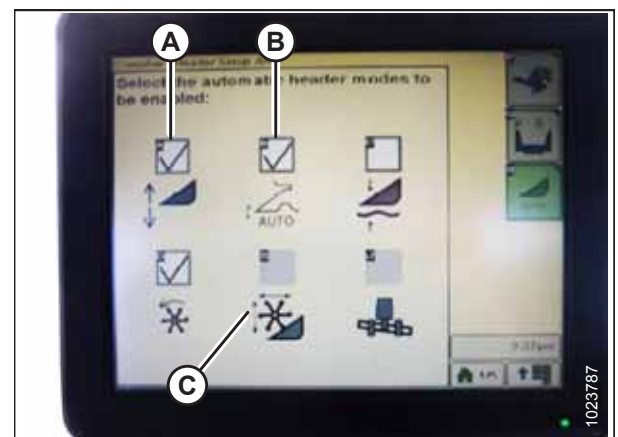 A
B
Select the automatic header modes to
be enabled:
AUTO
C
1023787